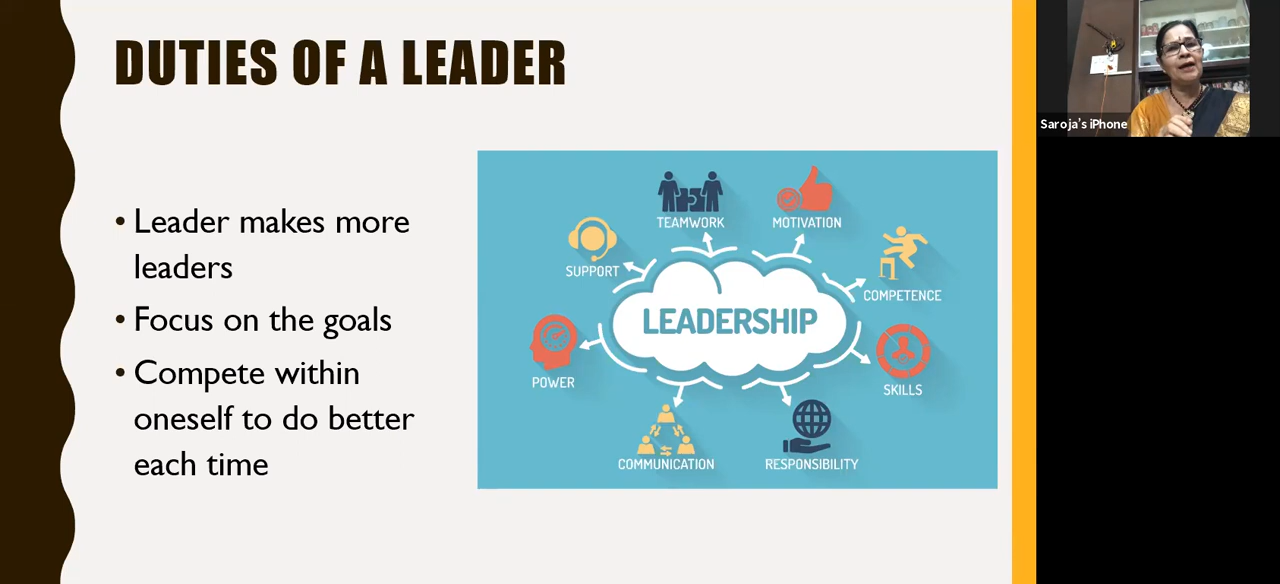 DUTIES OF A LEADER
• Leader makes more
leaders
• Focus on the goals
• Compete within
oneself to do better
each time
TEAMWORK
MOTIVATION
SUPPORT
COMPETENCE
LEADERSHIP
POWER
SKILLS
COMMUNICATION
RESPONSIBILITY
Saroja's iPhone